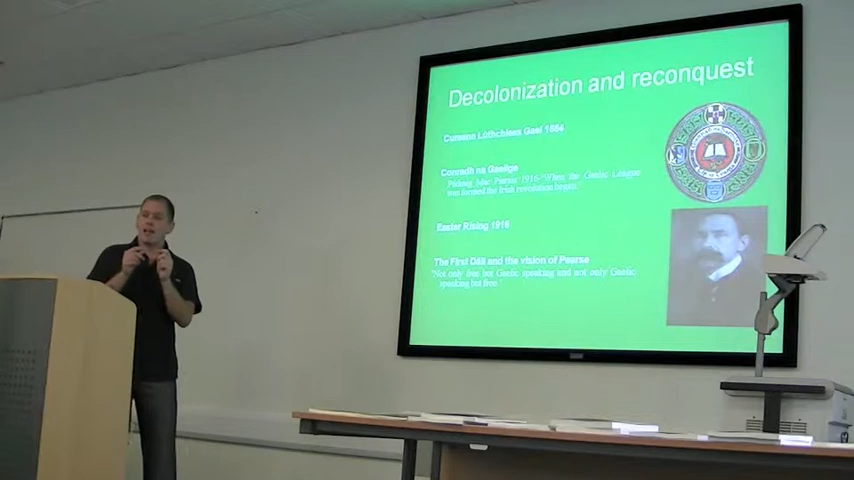 Decolonization and reconquest
Cumann Lúthchleas Gael 1884
Conradh na Gaeilge
Pádraig Mac Piarais 1916 "When the Gaelic League
was formed the Irish revolution began."
Easter Rising 1916
The First Dáil and the vision of Pearse
"Not only free but Gaelic speaking and not only Gaelic
speaking but free"